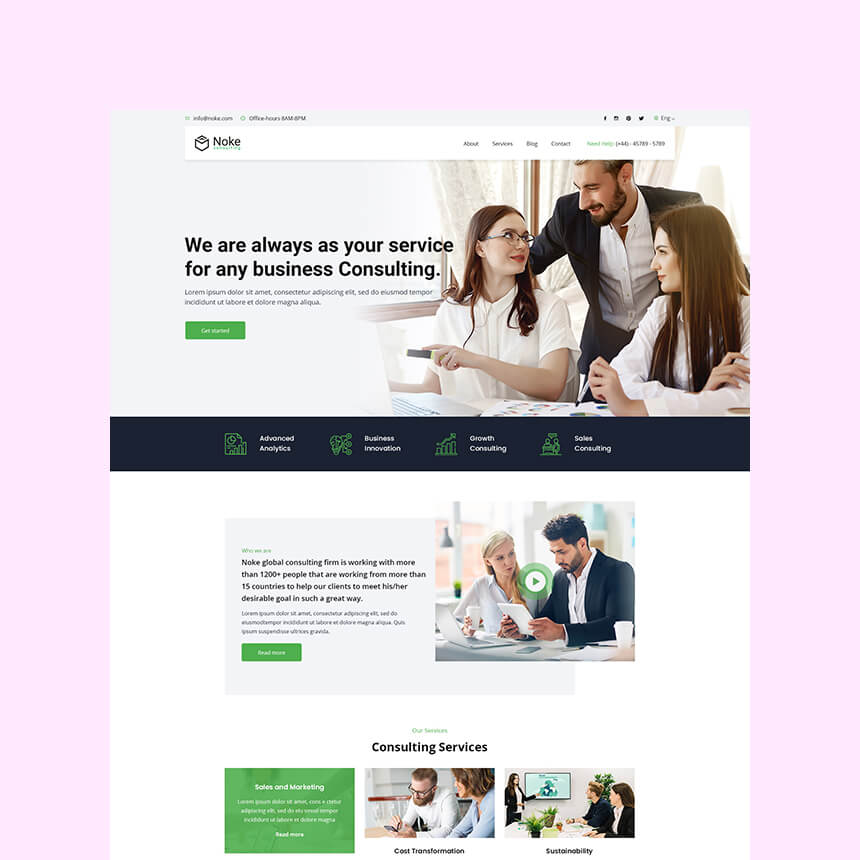 info@noke.com Office-hours 8AM-8PM Eng
Noke
consulting
About Services Blog Contact Need Help: (+44) - 45789 - 5789
We are always as your service
for any business Consulting.
Lorem ipsum dolor sit amet, consectetur adipiscing elit, sed do eiusmod tempor
incididunt ut labore et dolore magna aliqua.
Get started
Advanced
Analytics
Business
Innovation
Growth
Consulting
Sales
Consulting
Who we are
Noke global consulting firm is working with more
than 1200+ people that are working from more than
15 countries to help our clients to meet his/her
desirable goal in such a great way.
Lorem ipsum dolor sit amet, consectetur adipiscing elit, sed do
eiusmodtempor incididunt ut labore et dolore magna aliqua. Quis
ipsum suspendisse ultrices gravida.
Read more
Our Services
Consulting Services
Sales and Marketing
Lorem ipsum dolor sit amet, cons e ctetur
adipiscing elit, sed do eiu smod tempor
incididunt ut labore et dolore magna
Read more
Cost Transformation
Sustainability